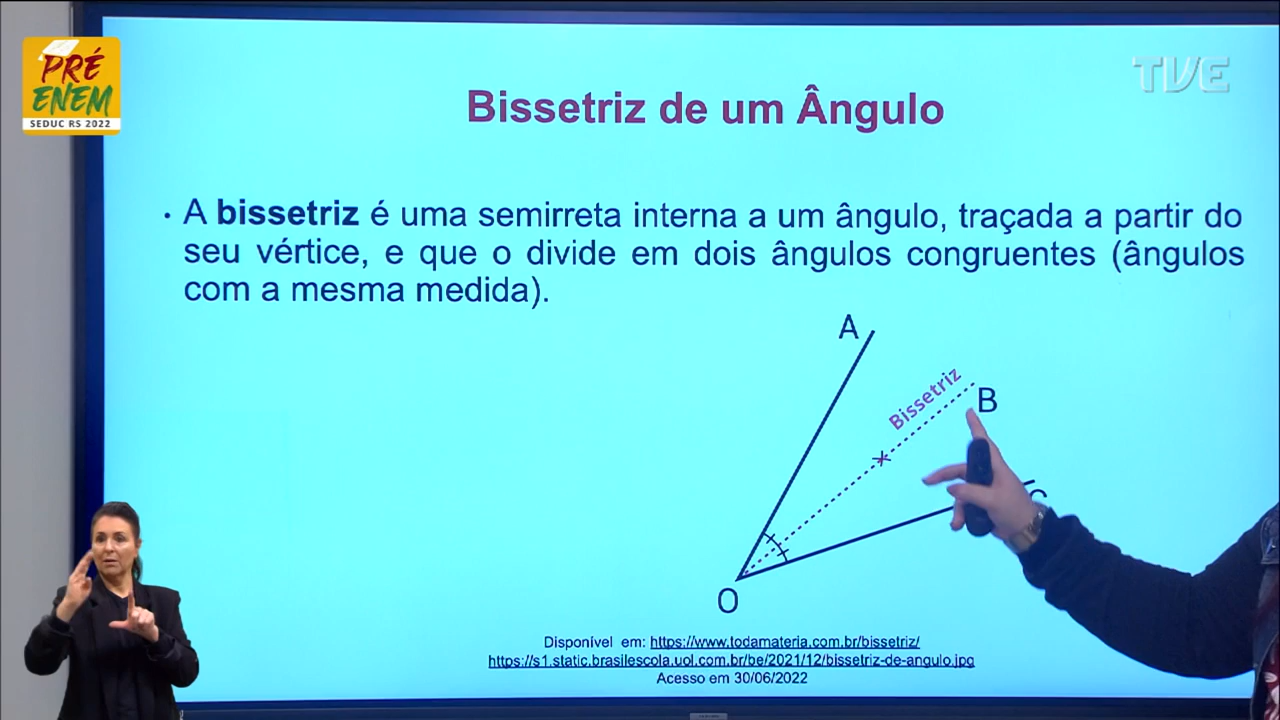 PRÉ
ENEM
SEDUC RS 2022
TVE
Bissetriz de um Ângulo
• A bissetriz é uma semirreta interna a um ângulo, traçada a partir do
seu vértice, e que o divide em dois ângulos congruentes (ângulos
com a mesma medida).
A
Bissetriz
B
O
Disponível em: https://www.todamateria.com.br/bissetriz/
https://s1.static.brasilescola.uol.com.br/be/2021/12/bissetriz-de-angulo.jpg
Acesso em 30/06/2022